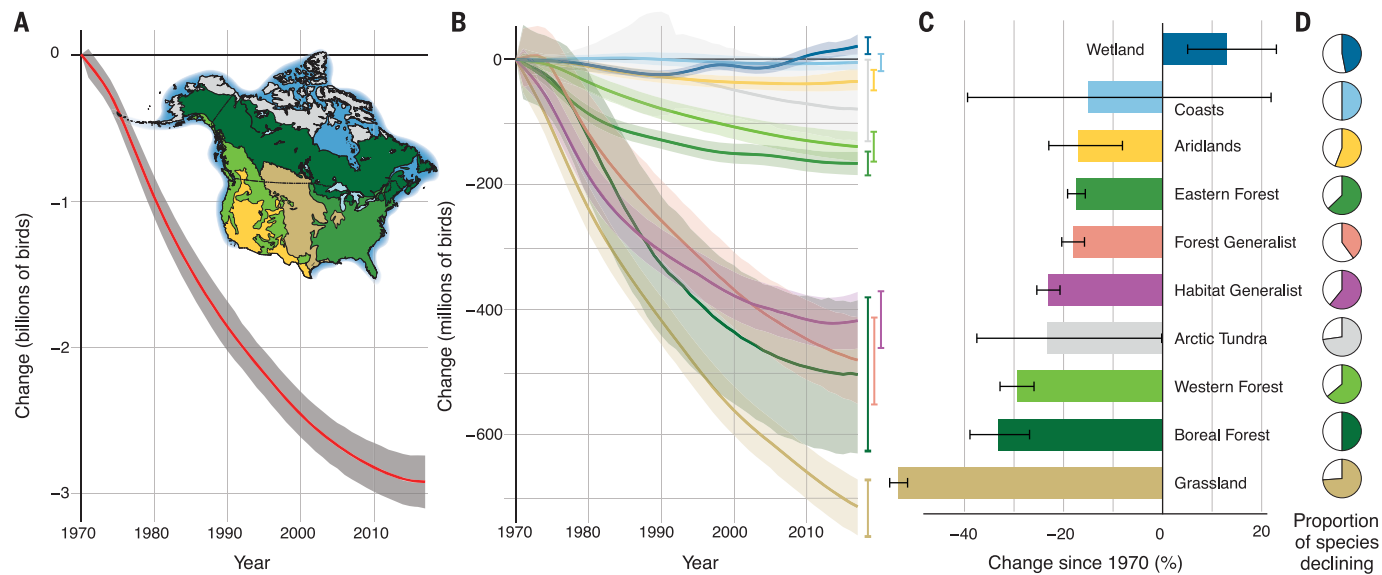 A
B
C
D
Change (billions of birds)
0
−1
−2
−3
1970
1980
1990
2000
2010
Year
Change (millions of birds)
0
−200
−400
−600
1970
1980
1990
2000
2010
Year
Wetland
Coasts
Aridlands
Eastern Forest
Forest Generalist
Habitat Generalist
Arctic Tundra
Western Forest
Boreal Forest
Grassland
−40
−20
0
20
Change since 1970 (%)
Proportion
of species
declining